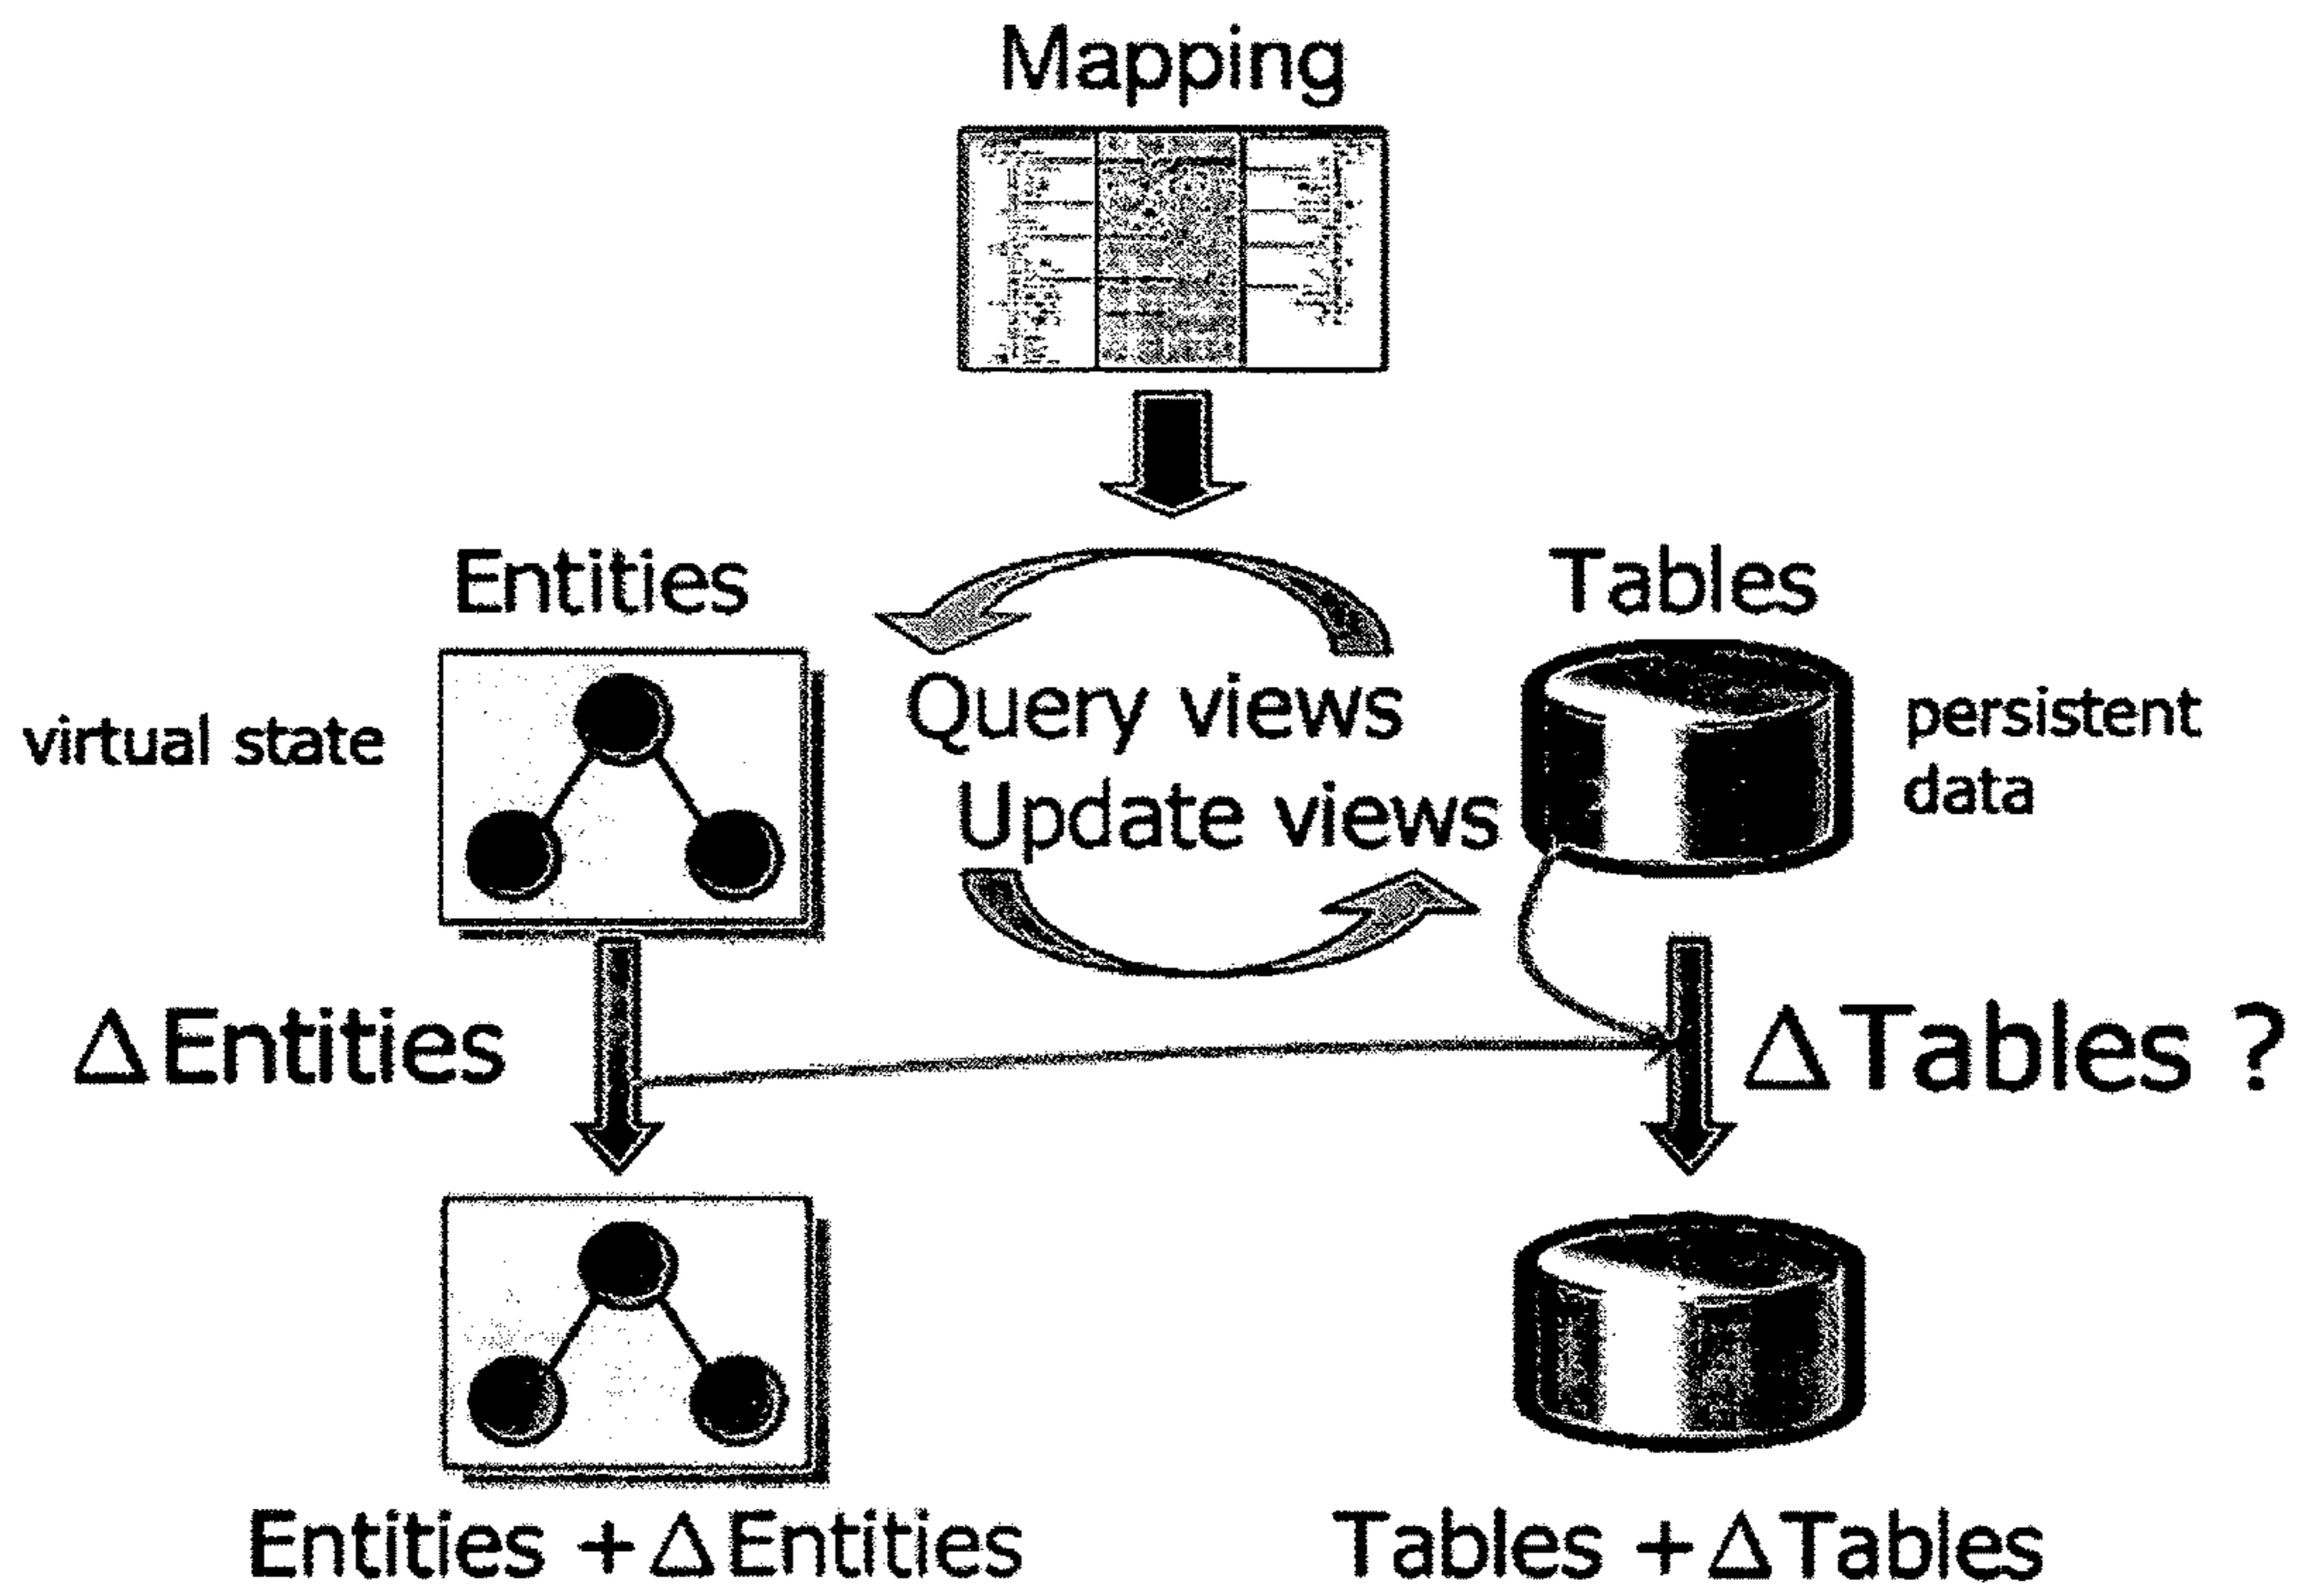 Mapping
Entities
Tables
virtual state
Query views
Update views
persistent
data
ΔEntities
ΔTables ?
Entities +ΔEntities
Tables +ΔTables